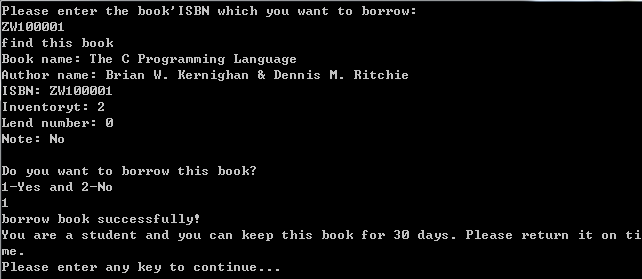 Please enter the book'ISBN which you want to borrow:
ZW100001
find this book
Book name: The C Programming Language
Author name: Brian W. Kernighan & Dennis M. Ritchie
ISBN: ZW100001
Inventoryt: 2
Lend number: 0
Note: No
Do you want to borrow this book?
1-Yes and 2-No
1
borrow book successfully!
You are a student and you can keep this book for 30 days. Please return it on ti
me.
Please enter any key to continue...